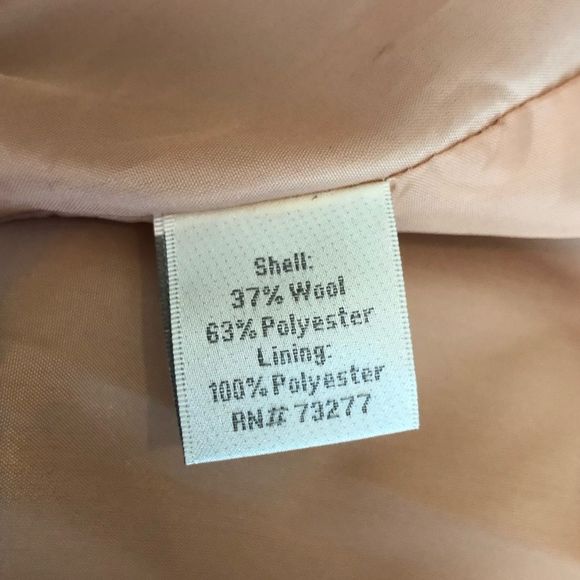 Shell:
37% Wool
63% Polyester
Lining:
100% Polyester
RN# 73277